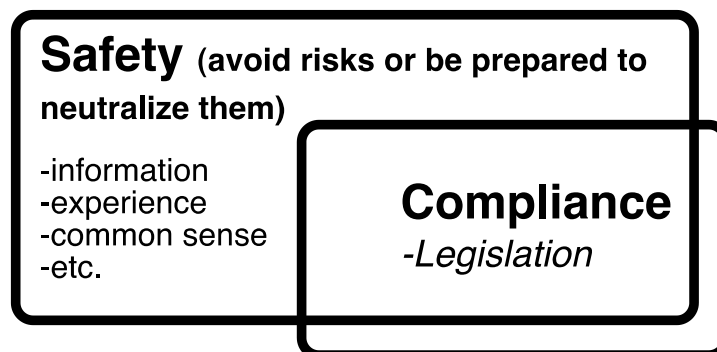 Safety (avoid risks or be prepared to
neutralize them)
-information
-experience
-common sense
-etc.
Compliance
-Legislation